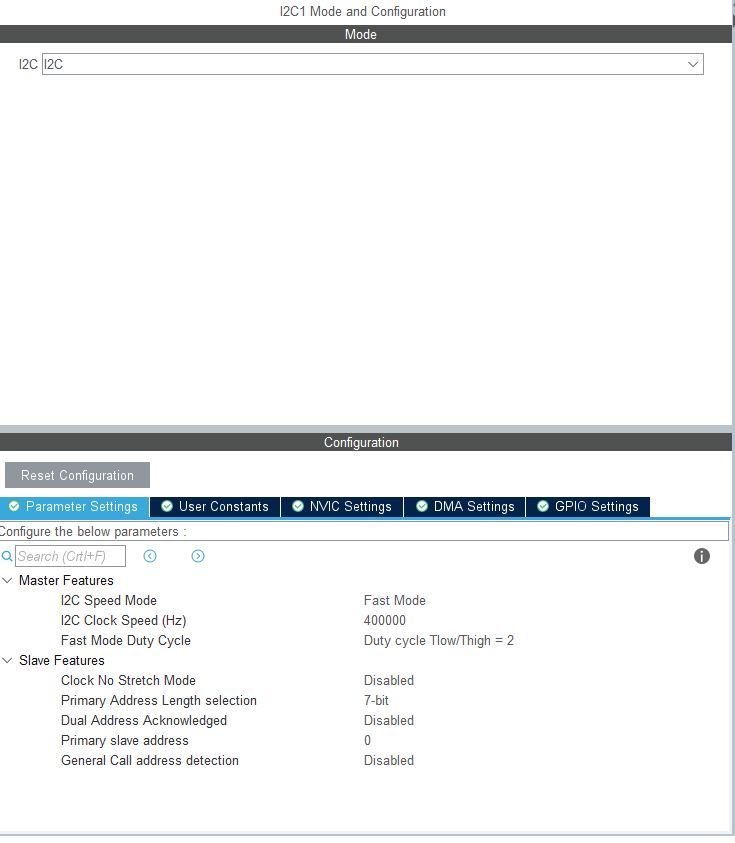 I2C1 Mode and Configuration
Mode
I2C I2C
Configuration
Reset Configuration
Parameter Settings User Constants NVIC Settings DMA Settings GPIO Settings
Configure the below parameters :
Search (Crtl+F)
Master Features
I2C Speed Mode Fast Mode
I2C Clock Speed (Hz) 400000
Fast Mode Duty Cycle Duty cycle Tlow/Thigh = 2
Slave Features
Clock No Stretch Mode Disabled
Primary Address Length selection 7-bit
Dual Address Acknowledged Disabled
Primary slave address 0
General Call address detection Disabled